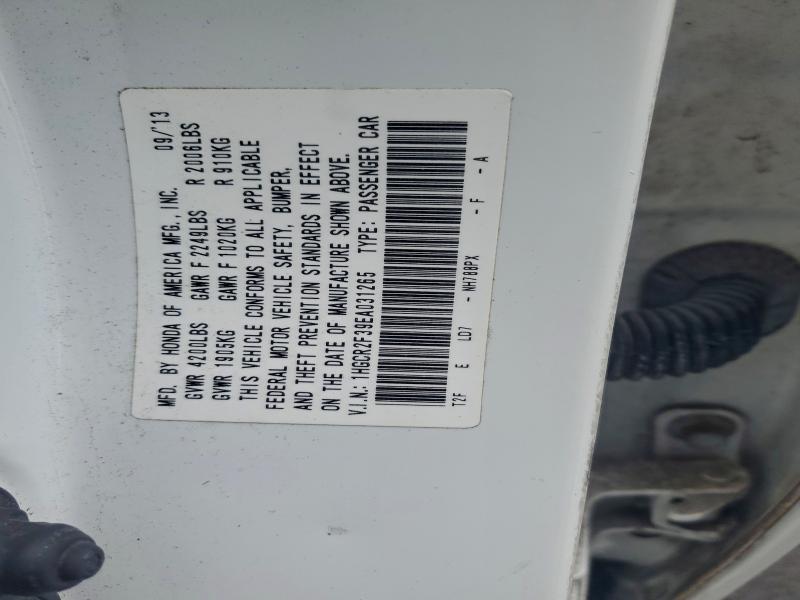 MFD. BY HONDA OF AMERICA MFG., INC. 09/'13
GVWR 4200LBS GAWR F 2249LBS R 2006LBS
GVWR 1905KG GAWR F 1020KG R 910KG
THIS VEHICLE CONFORMS TO ALL APPLICABLE
FEDERAL MOTOR VEHICLE SAFETY, BUMPER,
AND THEFT PREVENTION STANDARDS IN EFFECT
ON THE DATE OF MANUFACTURE SHOWN ABOVE.
V.I.N.: 1HGCR2F39EA031265 TYPE: PASSENGER CAR
T2F E LD7 - NH788PX - F - A